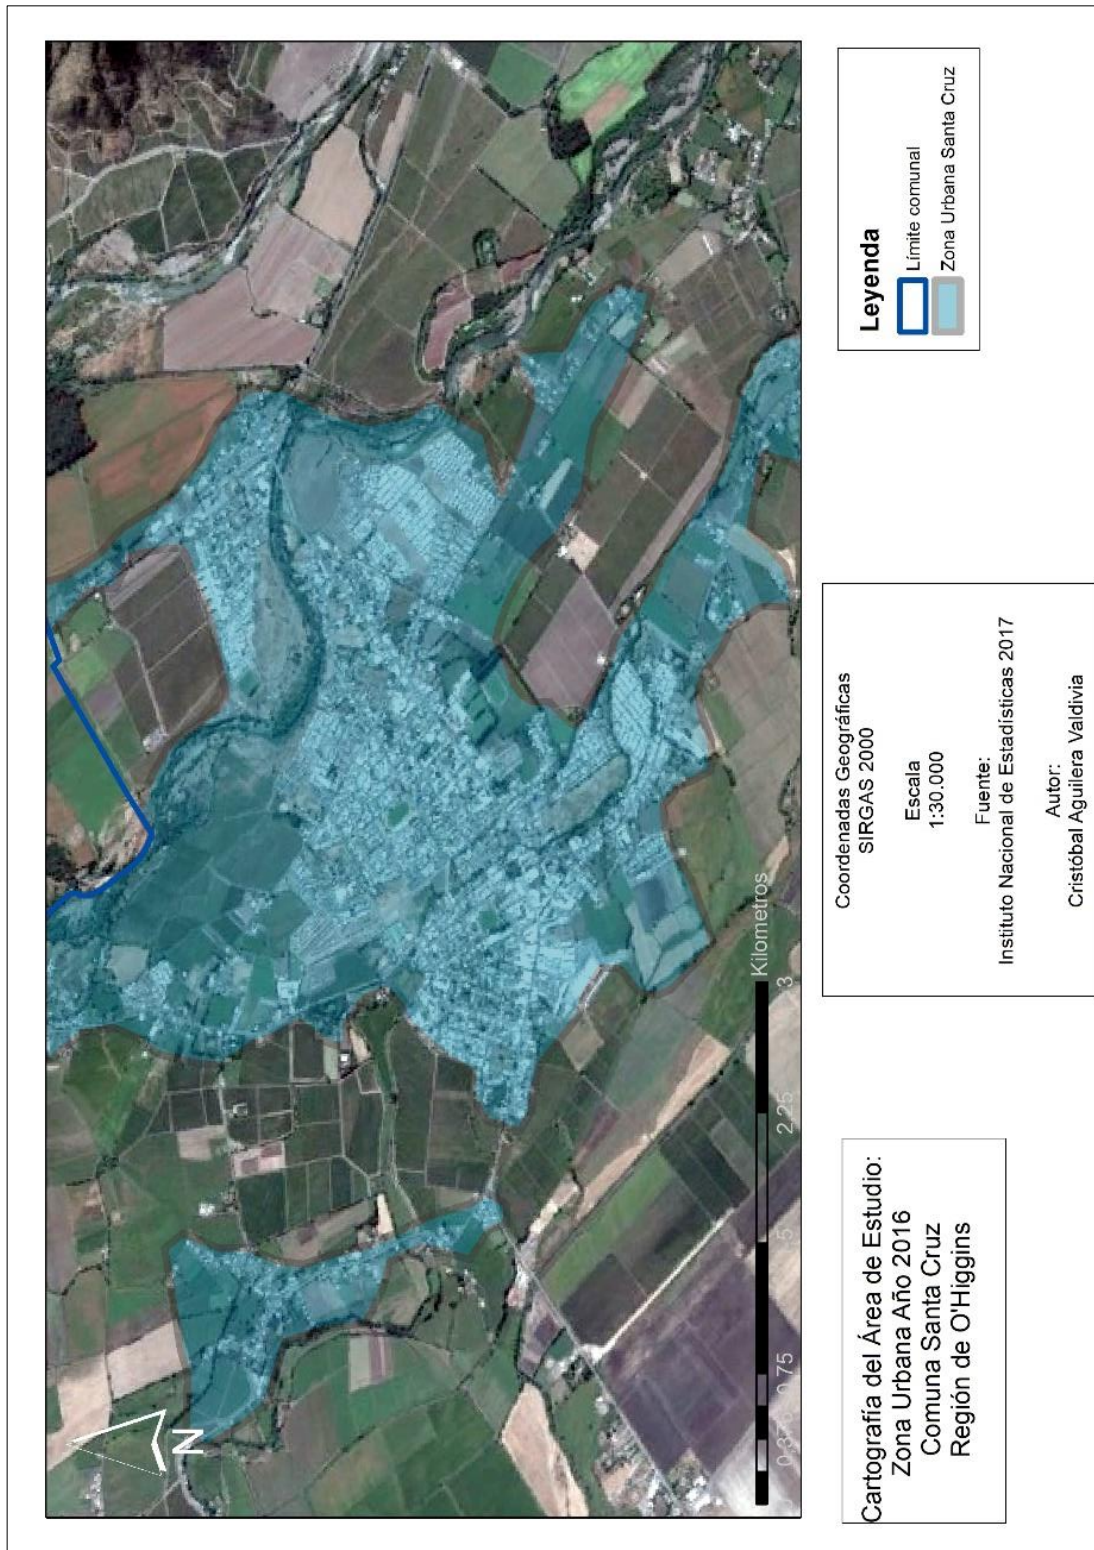 N
0,75 2,25 3
Kilometros
Cartografía del Área de Estudio:
Zona Urbana Año 2016
Comuna Santa Cruz
Región de O'Higgins
Coordenadas Geográficas
SIRGAS 2000
Escala
1:30.000
Fuente:
Instituto Nacional de Estadísticas 2017
Autor:
Cristóbal Aguilera Valdivia
Leyenda
Límite comunal
Zona Urbana Santa Cruz